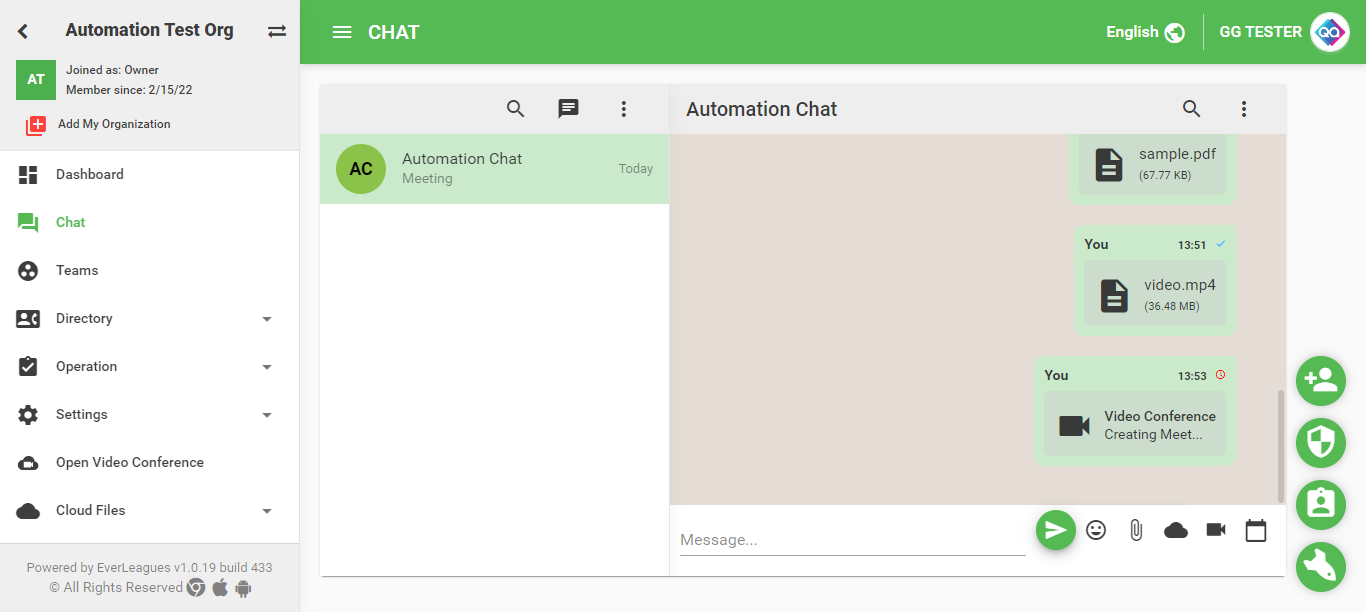 Automation Test Org
AT
Joined as: Owner
Member since: 2/15/22
Add My Organization
Dashboard
Chat
Teams
Directory
Operation
Settings
Open Video Conference
Cloud Files
Powered by EverLeagues v1.0.19 build 433
© All Rights Reserved
CHAT
English
GG TESTER
QA
AC
Automation Chat
Meeting
Today
Automation Chat
sample.pdf
(67.77 KB)
You 13:51
video.mp4
(36.48 MB)
You 13:53
Video Conference
Creating Meet...
Message...